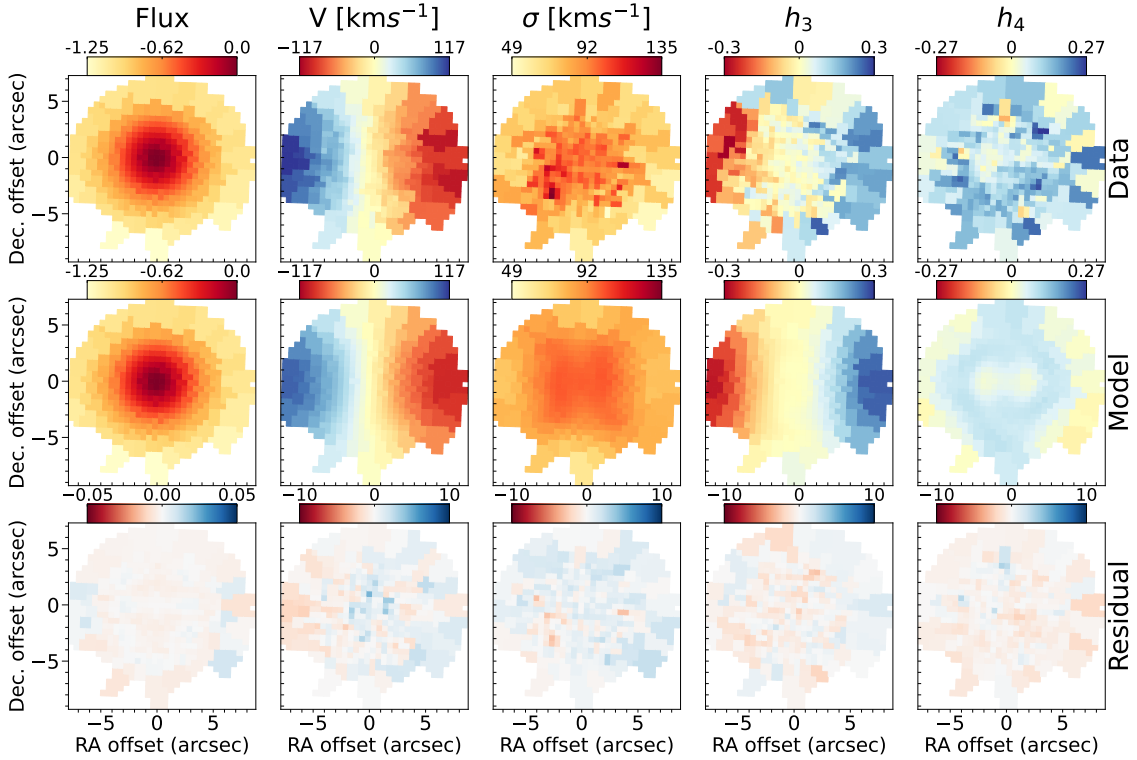 Flux V [kms⁻¹] σ [kms⁻¹] h₃ h₄
-1.25 -0.62 0.0 −117 0 117 49 92 135 -0.3 0 0.3 -0.27 0 0.27
Dec. offset (arcsec) 5 0 −5 Data
-1.25 -0.62 0.0 −117 0 117 49 92 135 -0.3 0 0.3 -0.27 0 0.27
Dec. offset (arcsec) 5 0 −5 Model
−0.05 0.00 0.05 −10 0 10 −10 0 10 −10 0 10 −10 0 10
Dec. offset (arcsec) 5 0 −5 Residual
−5 0 5 −5 0 5 −5 0 5 −5 0 5 −5 0 5
RA offset (arcsec) RA offset (arcsec) RA offset (arcsec) RA offset (arcsec) RA offset (arcsec)